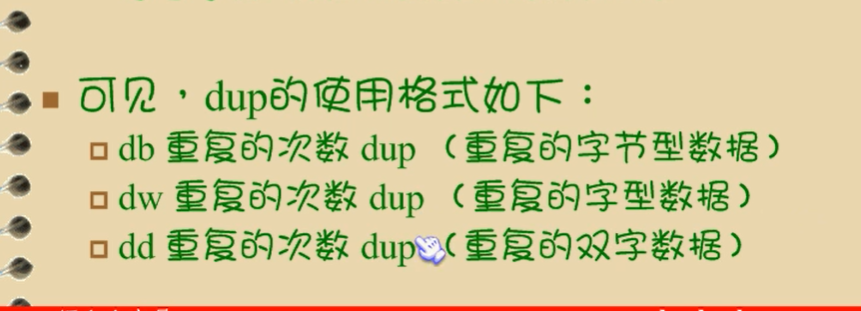 可见，dup的使用格式如下：
db 重复的次数 dup （重复的字节型数据）
dw 重复的次数 dup （重复的字型数据）
dd 重复的次数 dup （重复的双字数据）